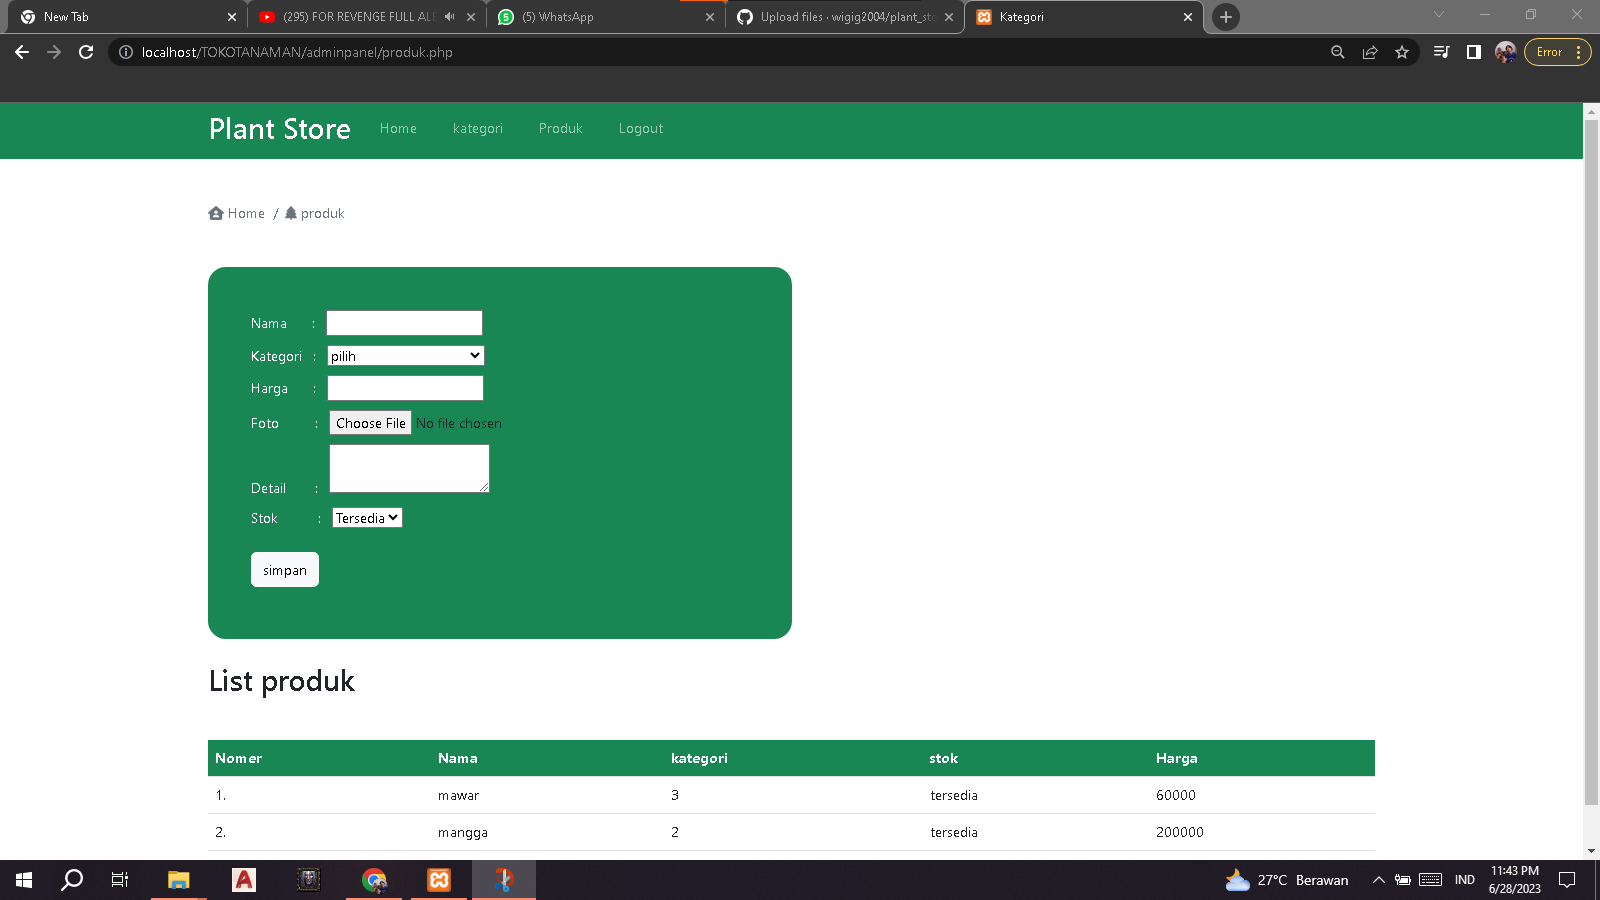 New Tab
(295) FOR REVENGE FULL ALB
(5) WhatsApp
Upload files · wigig2004/plant_sto
Kategori
localhost/TOKOTANAMAN/adminpanel/produk.php
Error
Plant Store
Home
kategori
Produk
Logout
Home / produk
Nama :
Kategori : pilih
Harga :
Foto : Choose File No file chosen
Detail :
Stok : Tersedia
simpan
List produk
Nomer Nama kategori stok Harga
1. mawar 3 tersedia 60000
2. mangga 2 tersedia 200000
27°C Berawan
IND
11:43 PM
6/28/2023